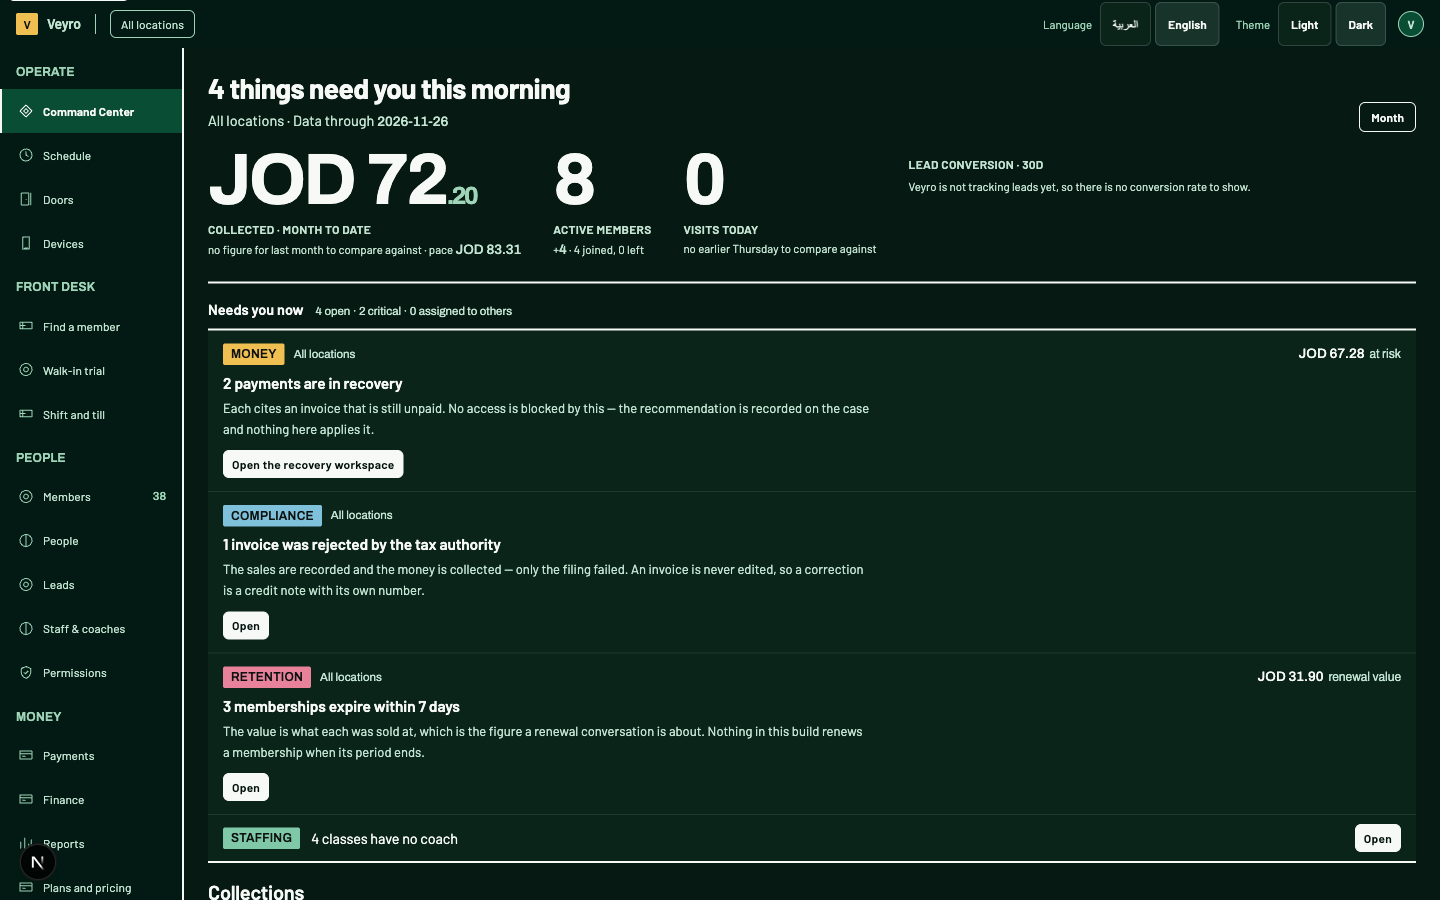 V Veyro All locations Language العربية English Theme Light Dark V
OPERATE
Command Center
Schedule
Doors
Devices
FRONT DESK
Find a member
Walk-in trial
Shift and till
PEOPLE
Members 38
People
Leads
Staff & coaches
Permissions
MONEY
Payments
Finance
Reports
N
Plans and pricing
4 things need you this morning
All locations · Data through 2026-11-26
Month
JOD 72.20
COLLECTED · MONTH TO DATE
no figure for last month to compare against · pace JOD 83.31
8
ACTIVE MEMBERS
+4 · 4 joined, 0 left
0
VISITS TODAY
no earlier Thursday to compare against
LEAD CONVERSION · 30D
Veyro is not tracking leads yet, so there is no conversion rate to show.
Needs you now 4 open · 2 critical · 0 assigned to others
MONEY All locations JOD 67.28 at risk
2 payments are in recovery
Each cites an invoice that is still unpaid. No access is blocked by this — the recommendation is recorded on the case
and nothing here applies it.
Open the recovery workspace
COMPLIANCE All locations
1 invoice was rejected by the tax authority
The sales are recorded and the money is collected — only the filing failed. An invoice is never edited, so a correction
is a credit note with its own number.
Open
RETENTION All locations JOD 31.90 renewal value
3 memberships expire within 7 days
The value is what each was sold at, which is the figure a renewal conversation is about. Nothing in this build renews
a membership when its period ends.
Open
STAFFING 4 classes have no coach Open
Collections